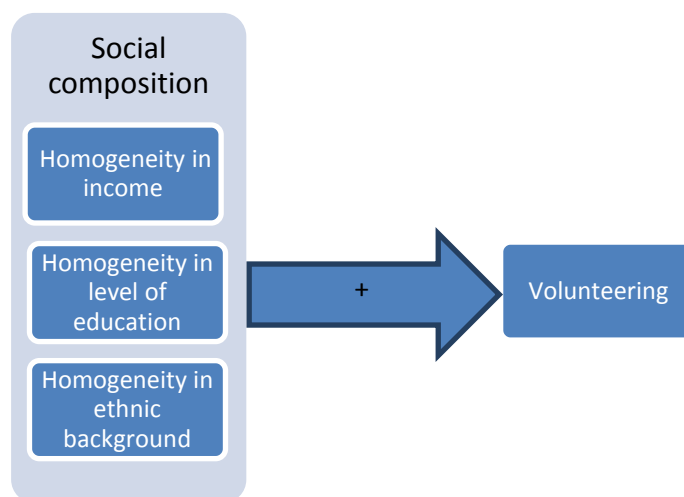 Social
composition
Homogeneity in
income
Homogeneity in
level of
education
Homogeneity in
ethnic
background
+
Volunteering